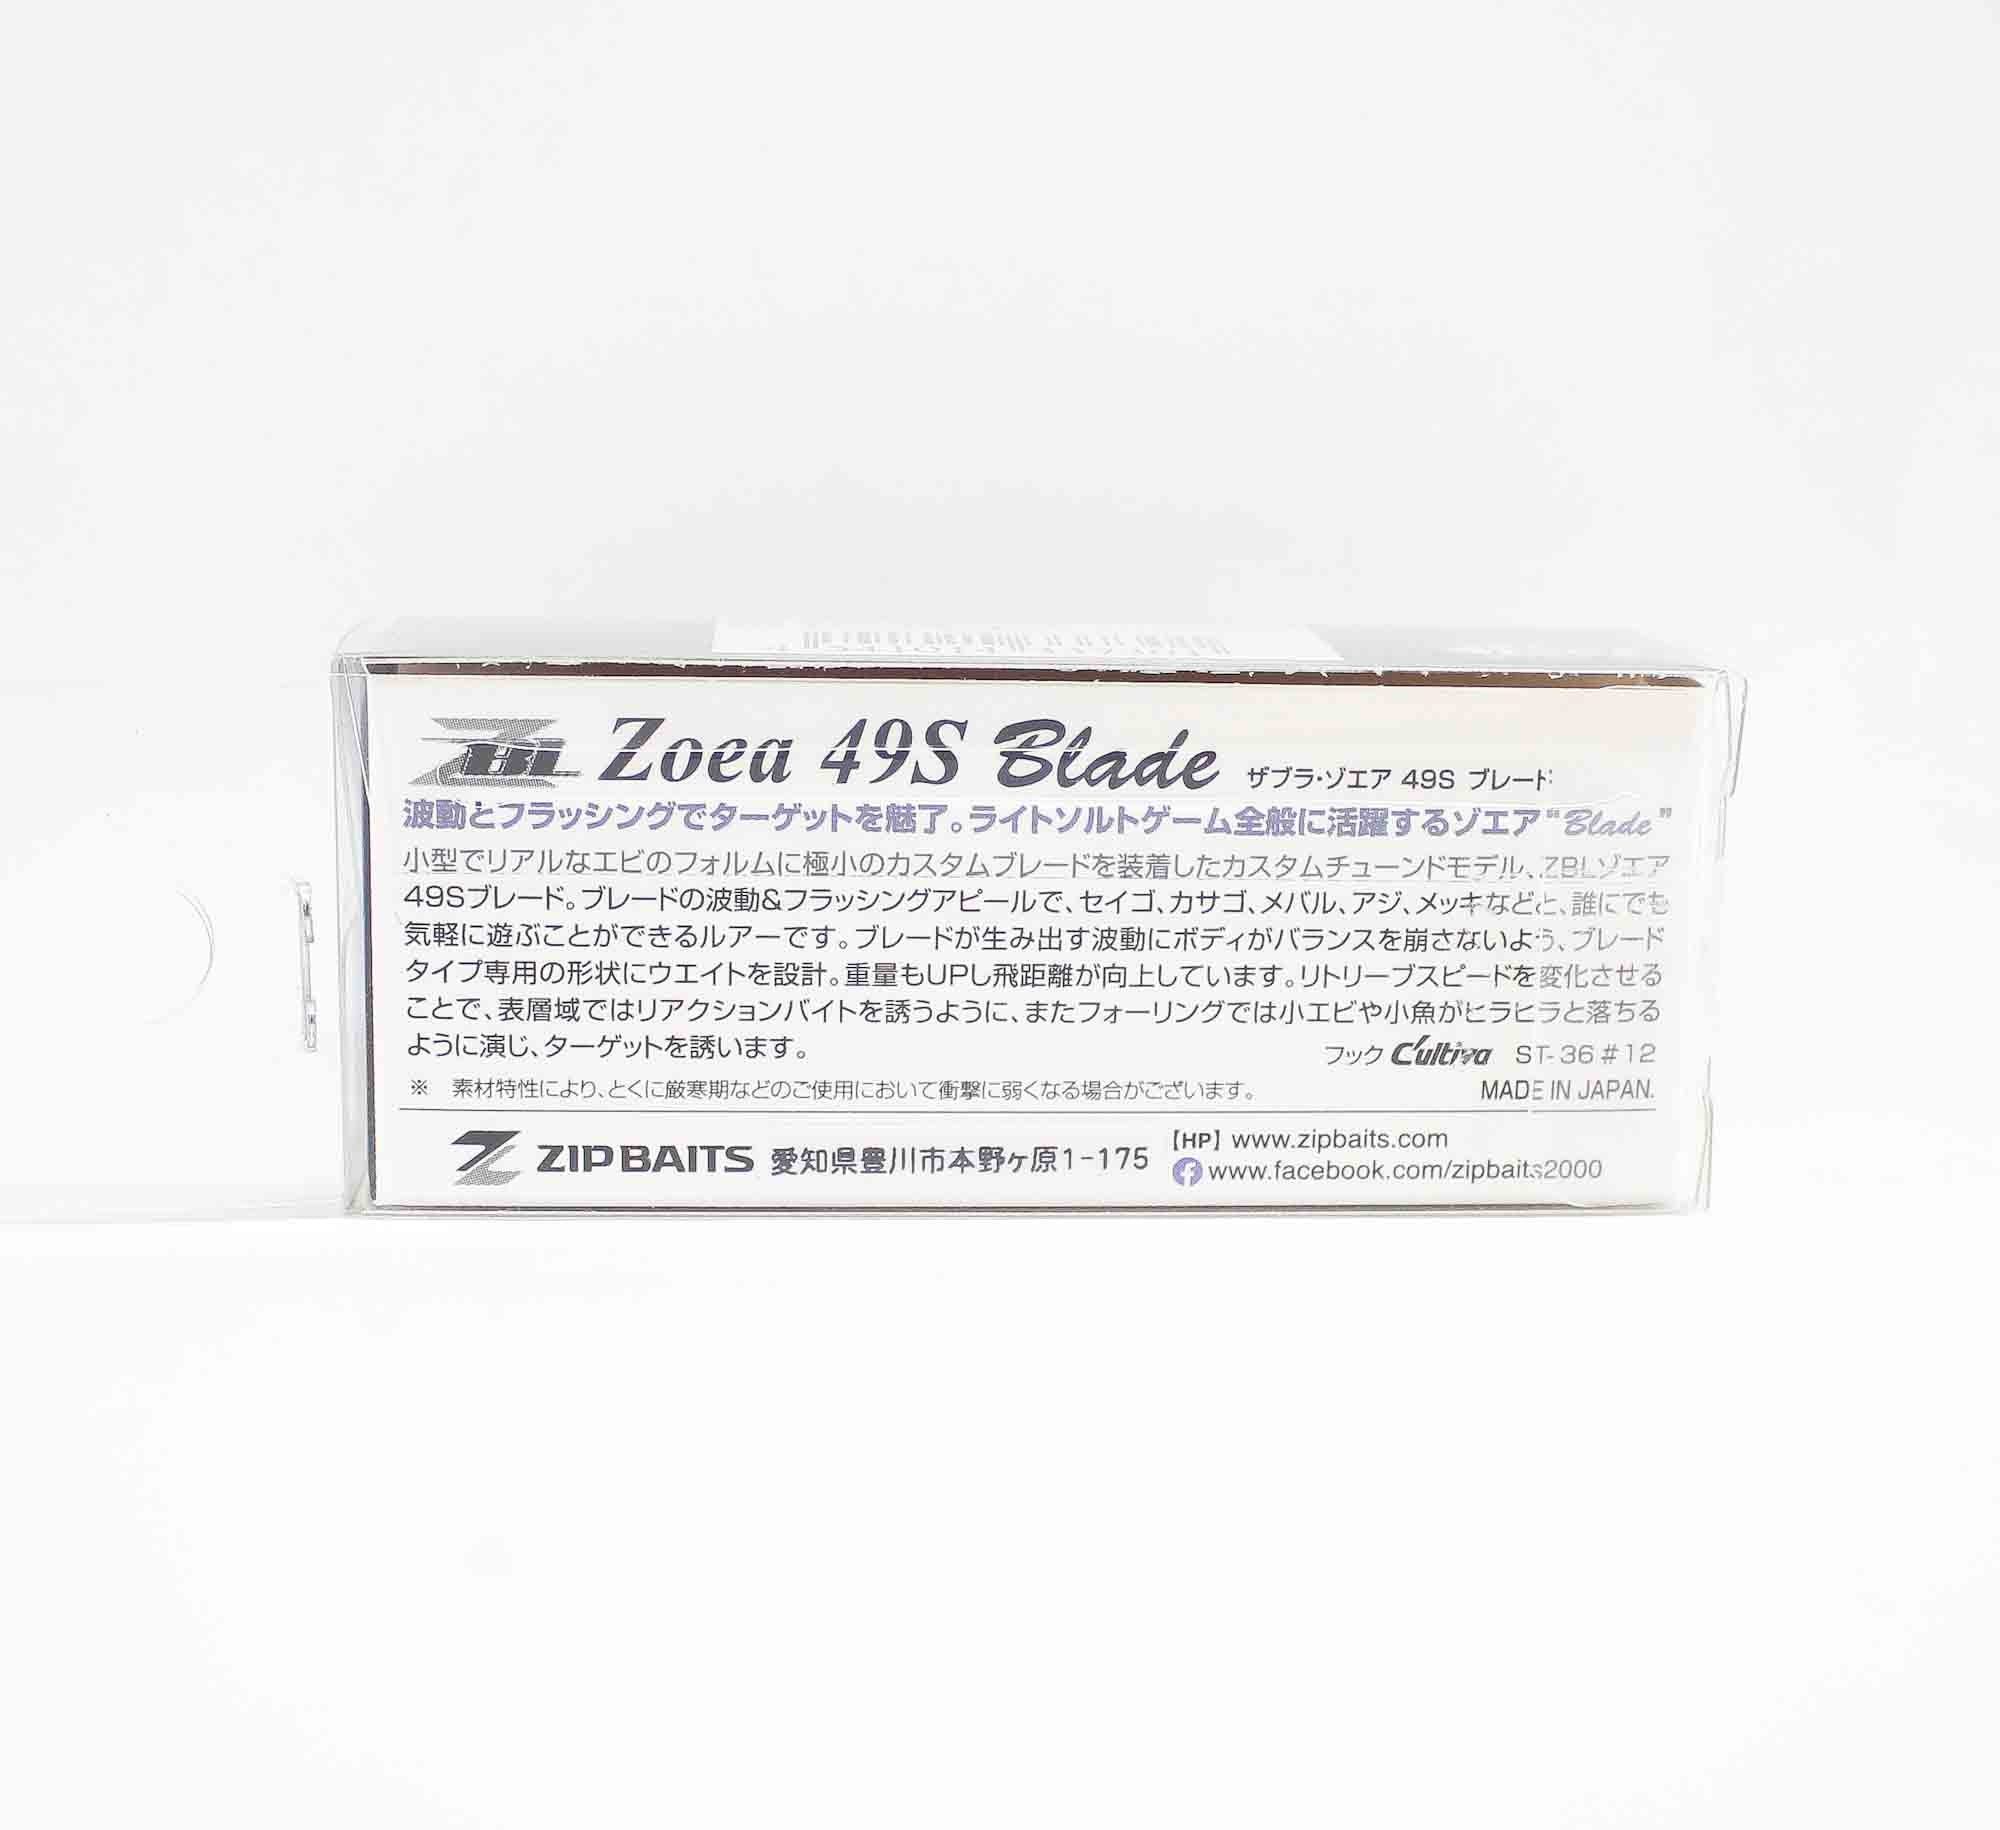 ZBL Zoea 49S Blade ザブラ・ゾエア 49S ブレード
波動とフラッシングでターゲットを魅了。ライトソルトゲーム全般に活躍するゾエア"Blade"
小型でリアルなエビのフォルムに極小のカスタムブレードを装着したカスタムチューンドモデル、ZBLゾエア
49Sブレード。ブレードの波動&フラッシングアピールで、セイゴ、カサゴ、メバル、アジ、メッキなどと、誰にでも
気軽に遊ぶことができるルアーです。ブレードが生み出す波動にボディがバランスを崩さないよう、ブレード
タイプ専用の形状にウエイトを設計。重量もUPし飛距離が向上しています。リトリーブスピードを変化させる
ことで、表層域ではリアクションバイトを誘うように、またフォーリングでは小エビや小魚がヒラヒラと落ちる
ように演じ、ターゲットを誘います。
フック C'ultiva ST-36 #12
※ 素材特性により、とくに厳寒期などのご使用において衝撃に弱くなる場合がございます。
MADE IN JAPAN.
ZIPBAITS 愛知県豊川市本野ヶ原1-175
【HP】www.zipbaits.com
www.facebook.com/zipbaits2000